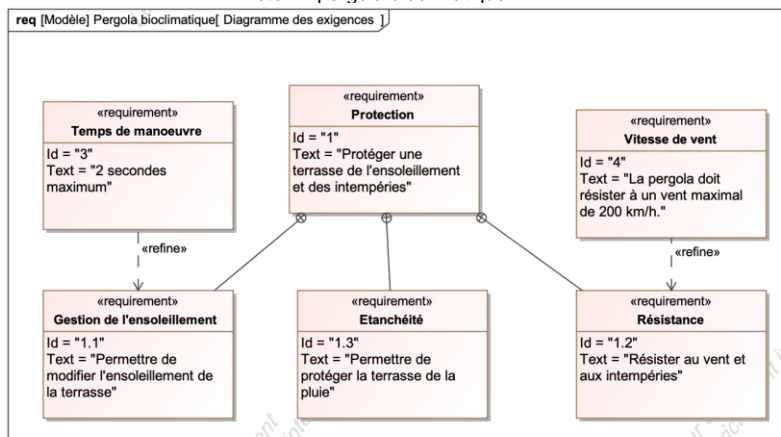 req [Modèle] Pergola bioclimatique[ Diagramme des exigences ]
«requirement»
Temps de manoeuvre
Id = "3"
Text = "2 secondes
maximum"
«requirement»
Protection
Id = "1"
Text = "Protéger une
terrasse de l'ensoleillement
et des intempéries"
«requirement»
Vitesse de vent
Id = "4"
Text = "La pergola doit
résister à un vent maximal
de 200 km/h."
«refine»
«refine»
«requirement»
Gestion de l'ensoleillement
Id = "1.1"
Text = "Permettre de
modifier l'ensoleillement de
la terrasse"
«requirement»
Etanchéité
Id = "1.3"
Text = "Permettre de
protéger la terrasse de la
pluie"
«requirement»
Résistance
Id = "1.2"
Text = "Résister au vent et
aux intempéries"